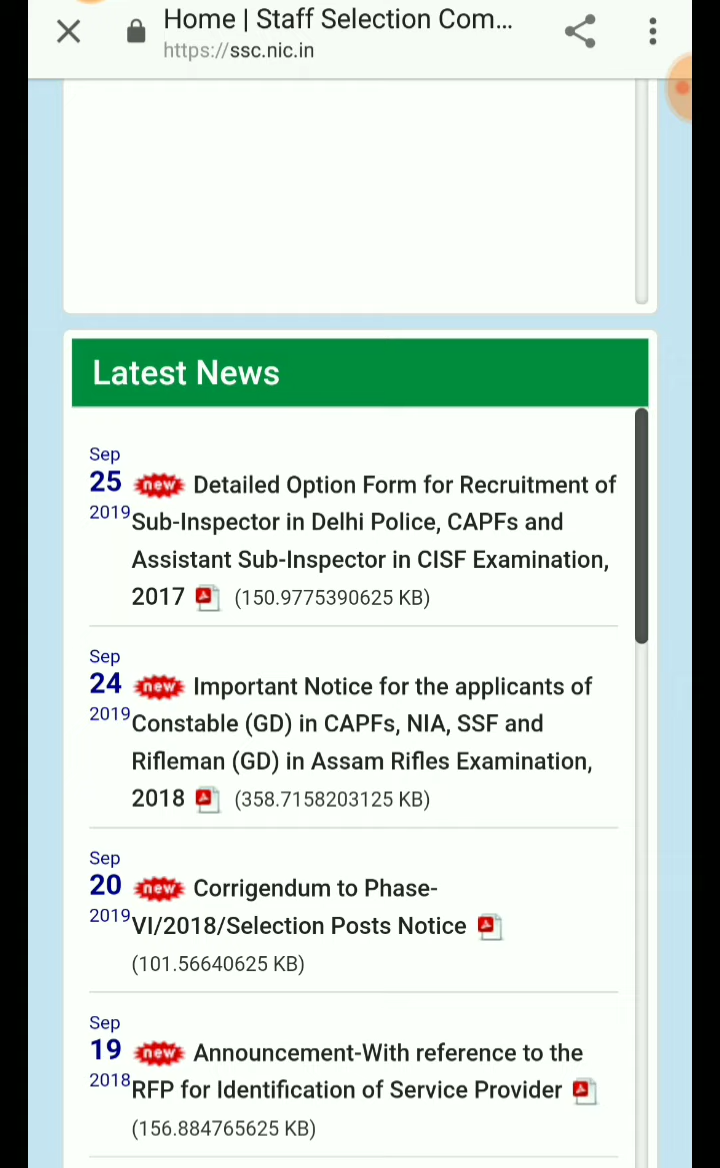 Home | Staff Selection Com...
https://ssc.nic.in
Latest News
Sep
25
2019
new Detailed Option Form for Recruitment of
Sub-Inspector in Delhi Police, CAPFs and
Assistant Sub-Inspector in CISF Examination,
2017 (150.9775390625 KB)
Sep
24
2019
new Important Notice for the applicants of
Constable (GD) in CAPFs, NIA, SSF and
Rifleman (GD) in Assam Rifles Examination,
2018 (358.7158203125 KB)
Sep
20
2019
new Corrigendum to Phase-
VI/2018/Selection Posts Notice
(101.56640625 KB)
Sep
19
2018
new Announcement-With reference to the
RFP for Identification of Service Provider
(156.884765625 KB)